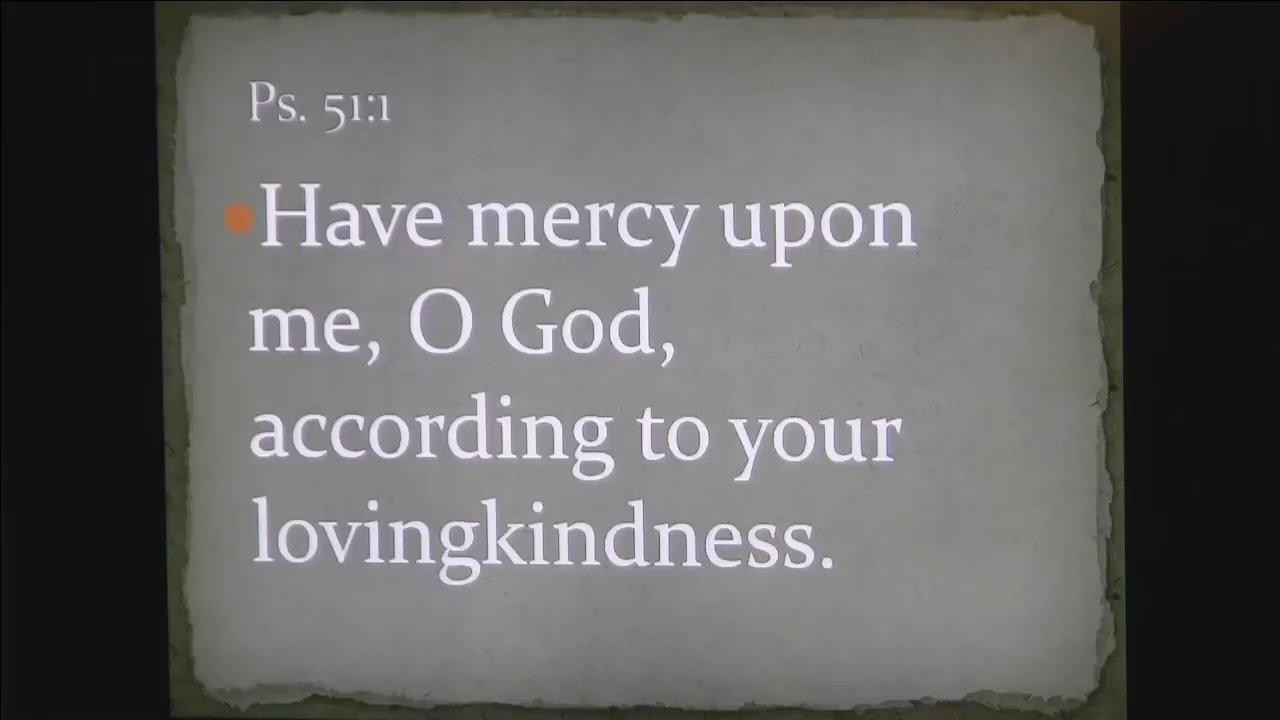 Ps. 51:1
•Have mercy upon
me, O God,
according to your
lovingkindness.